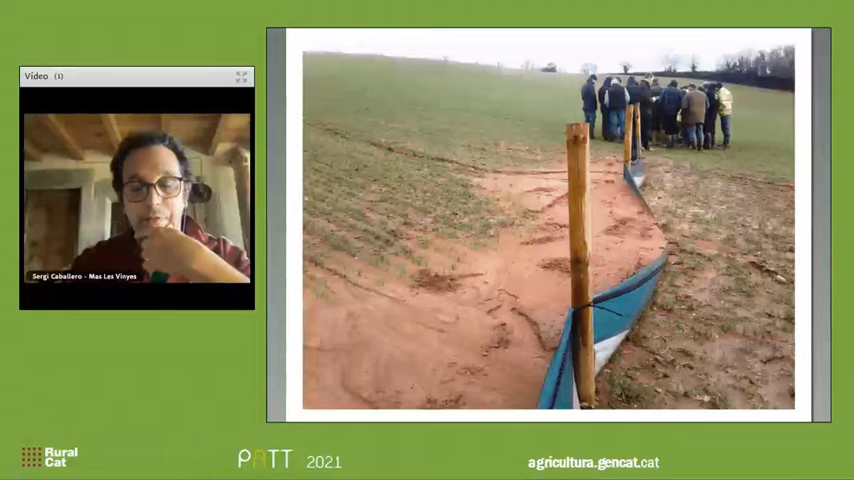 Vídeo (1)
Sergi Caballero - Mas Les Vinyes
Rural
Cat
PATT 2021
agricultura.gencat.cat